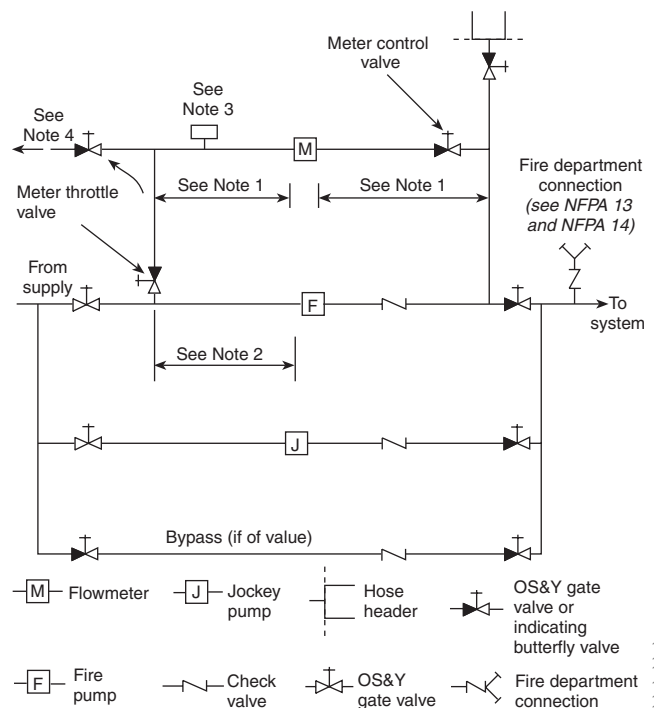 Meter control
valve
See
Note 3
See
Note 4
M
See Note 1
See Note 1
Fire department
connection
(see NFPA 13
and NFPA 14)
Meter throttle
valve
From
supply
F
To
system
See Note 2
J
Bypass (if of value)
M Flowmeter
J Jockey
pump
Hose
header
OS&Y gate
valve or
indicating
butterfly valve
F Fire
pump
Check
valve
OS&Y
gate valve
Fire department
connection